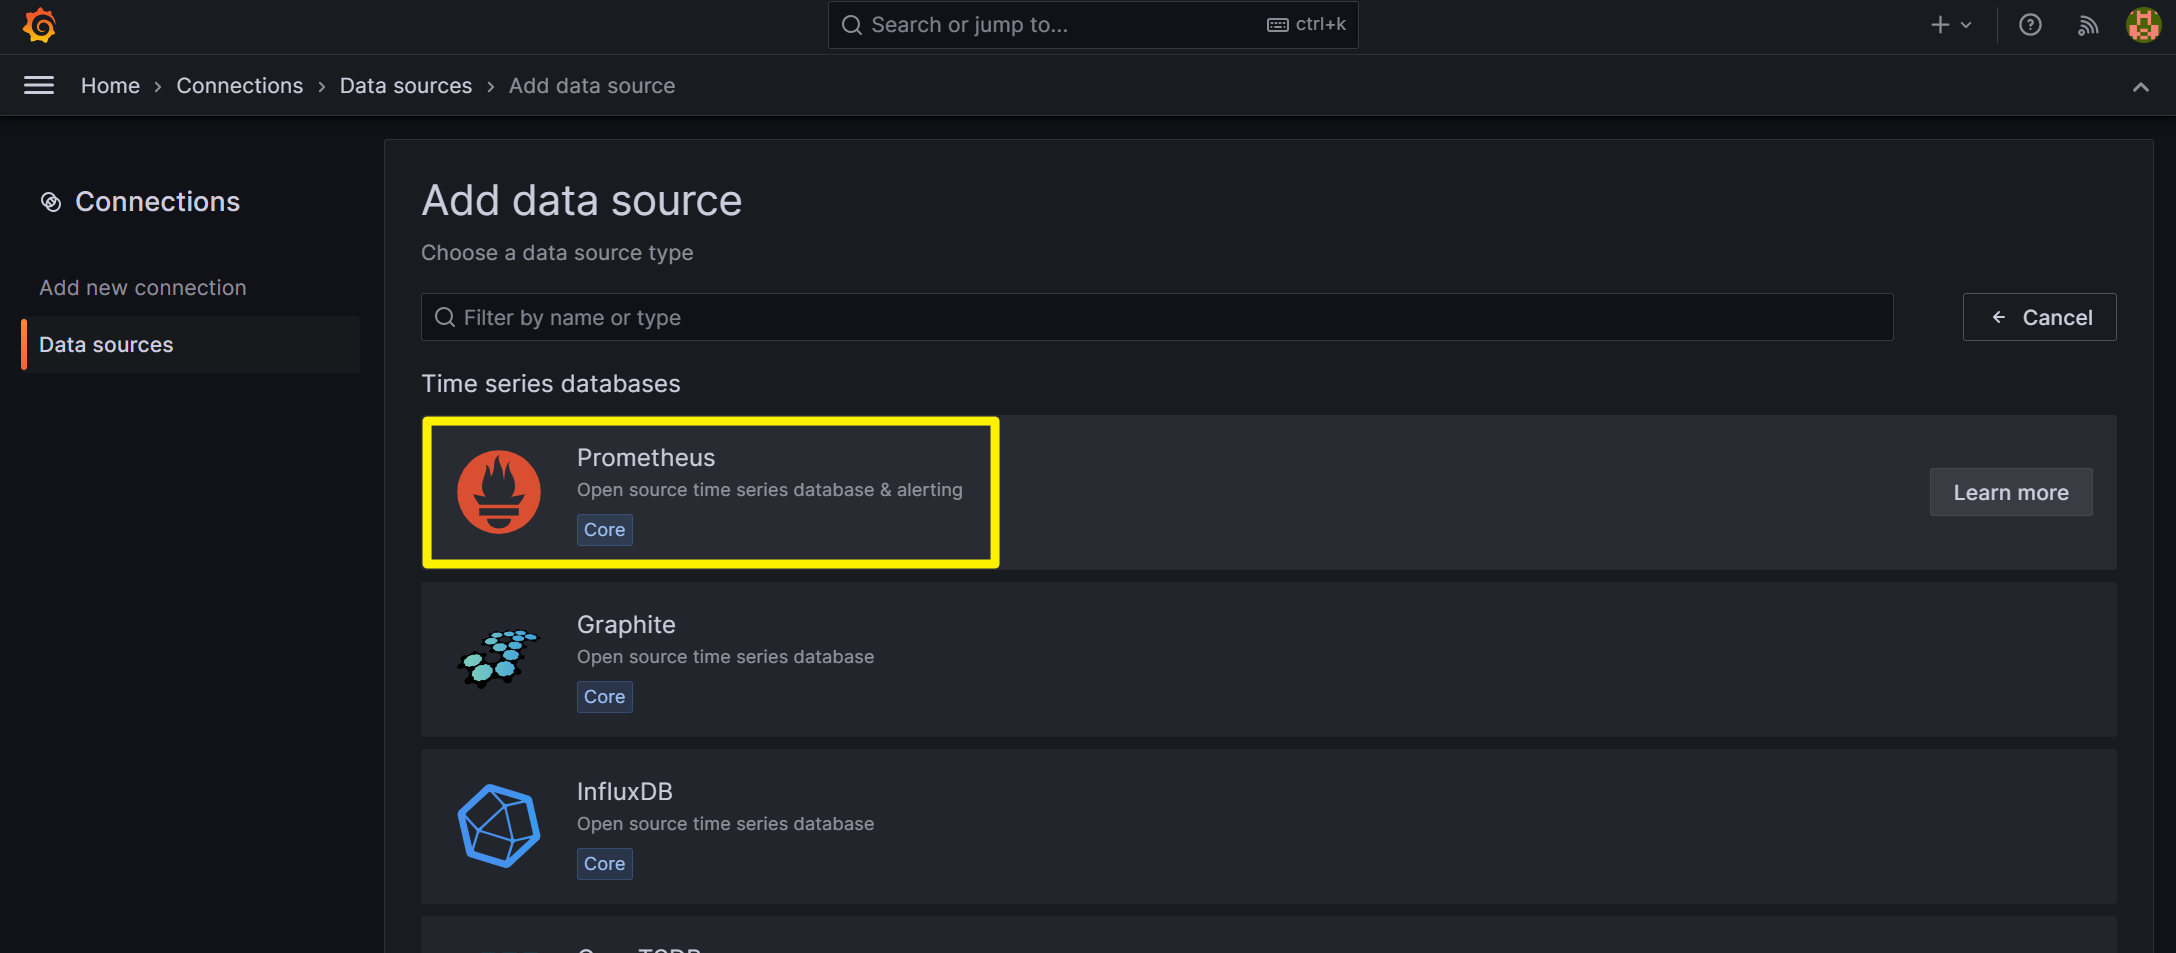 Search or jump to...
ctrl+k
Home › Connections › Data sources › Add data source
Connections
Add new connection
Data sources
Add data source
Choose a data source type
Filter by name or type
Cancel
Time series databases
Prometheus
Open source time series database & alerting
Core
Learn more
Graphite
Open source time series database
Core
InfluxDB
Open source time series database
Core